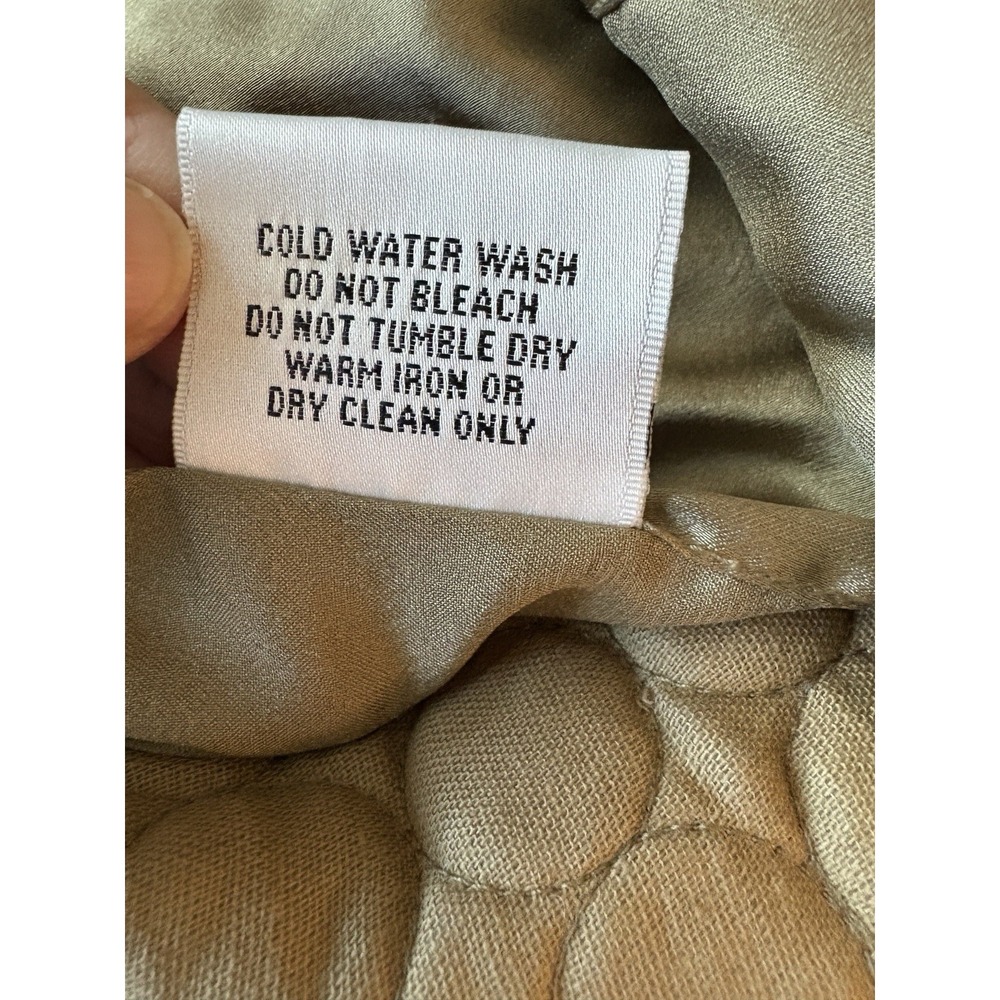 COLD WATER WASH
DO NOT BLEACH
DO NOT TUMBLE DRY
WARM IRON OR
DRY CLEAN ONLY